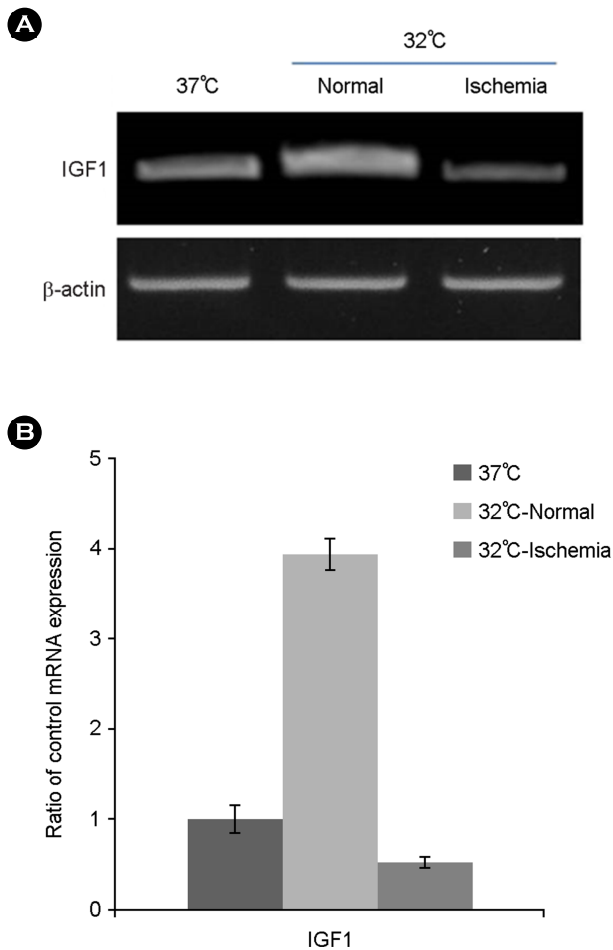 A
32℃
37℃ Normal Ischemia
IGF1
β-actin
B
5
4
3
2
1
0
Ratio of control mRNA expression
37℃
32℃-Normal
32℃-Ischemia
IGF1